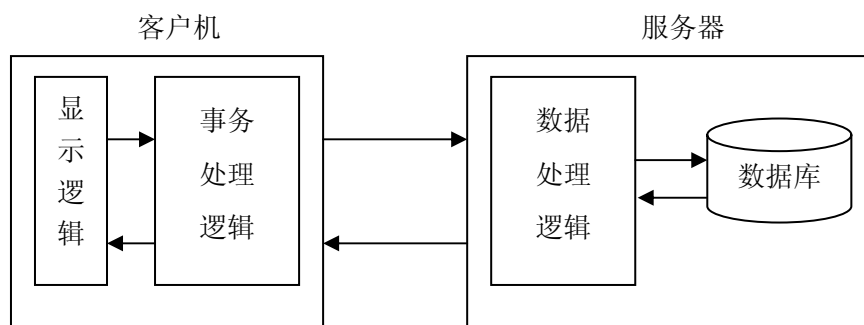 客户机
服务器
显示逻辑
事务处理逻辑
数据处理逻辑
数据库